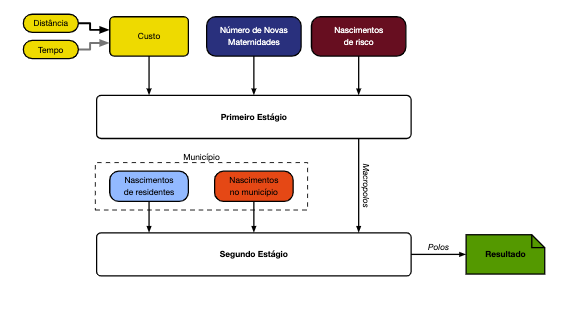 Distância
Tempo
Custo
Número de Novas
Maternidades
Nascimentos
de risco
Primeiro Estágio
Município
Nascimentos
de residentes
Nascimentos
no município
Macropolos
Segundo Estágio
Polos
Resultado